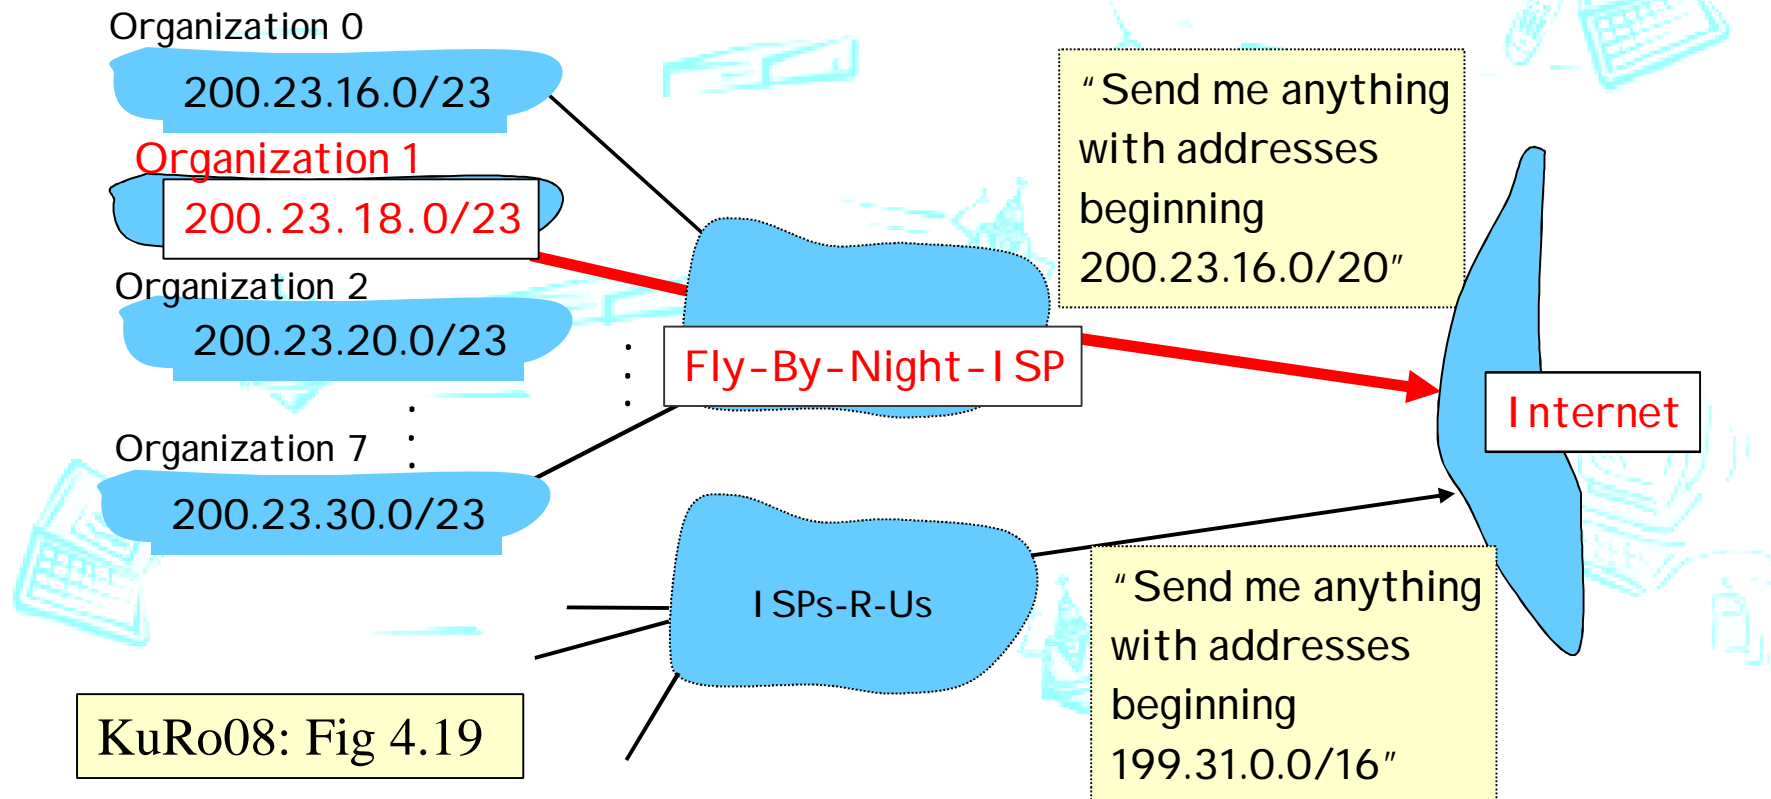 Organization 0
200.23.16.0/23
Organization 1
200.23.18.0/23
Organization 2
200.23.20.0/23
Organization 7
200.23.30.0/23
Fly-By-Night-ISP
"Send me anything
with addresses
beginning
200.23.16.0/20"
Internet
ISPs-R-Us
"Send me anything
with addresses
beginning
199.31.0.0/16"
KuRo08: Fig 4.19